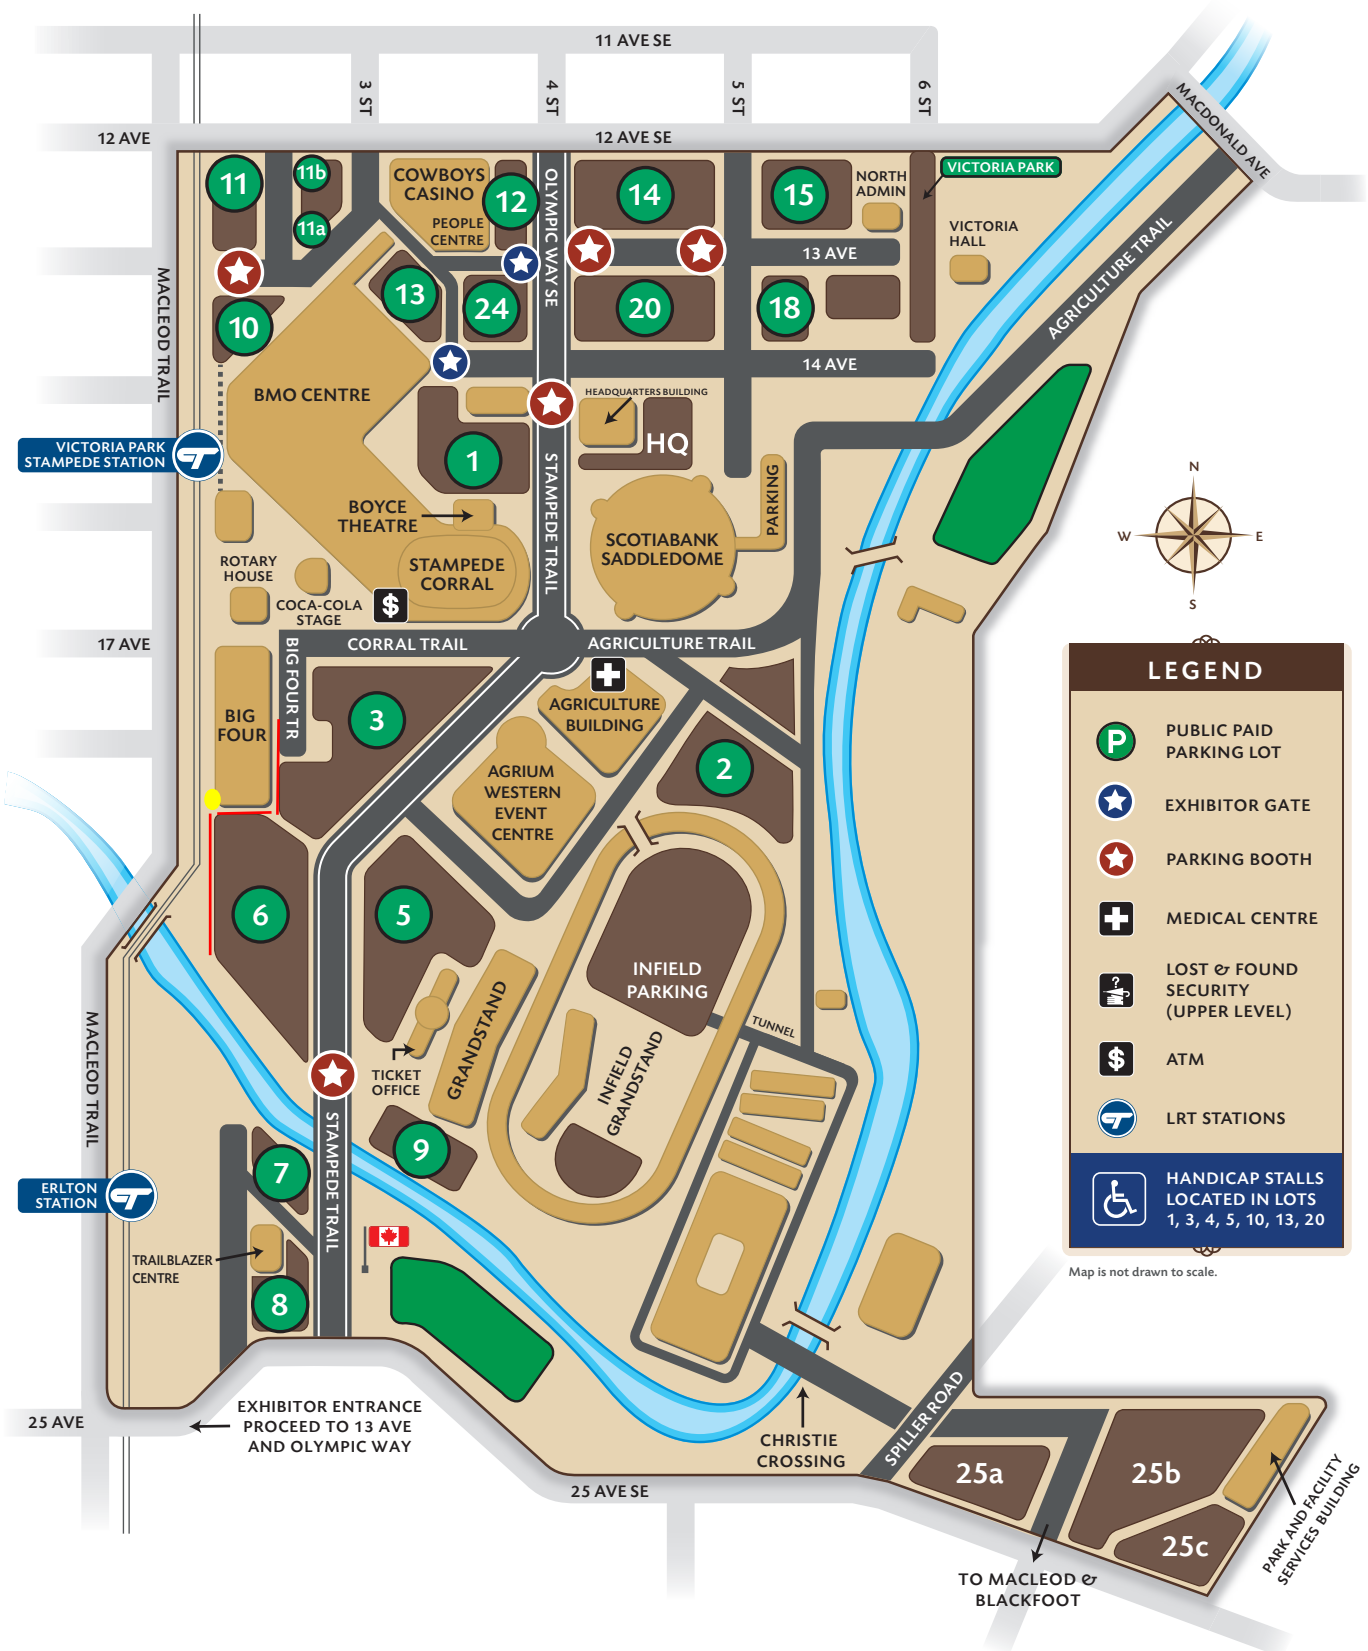 11 AVE SE
3 ST
4 ST
5 ST
6 ST
12 AVE
12 AVE SE
MACDONALD AVE
11
11b
11a
COWBOYS
CASINO
PEOPLE
CENTRE
12
OLYMPIC WAY SE
14
15
NORTH
ADMIN
VICTORIA PARK
VICTORIA
HALL
13 AVE
AGRICULTURE TRAIL
MACLEOD TRAIL
10
13
24
20
18
14 AVE
BMO CENTRE
HEADQUARTERS BUILDING
HQ
VICTORIA PARK
STAMPEDE STATION
1
STAMPEDE TRAIL
PARKING
BOYCE
THEATRE
SCOTIABANK
SADDLEDOME
STAMPEDE
CORRAL
ROTARY
HOUSE
COCA-COLA
STAGE
$
N
W
E
S
17 AVE
BIG FOUR TR
CORRAL TRAIL
AGRICULTURE TRAIL
BIG
FOUR
3
AGRICULTURE
BUILDING
2
AGRIUM
WESTERN
EVENT
CENTRE
6
5
INFIELD
PARKING
GRANDSTAND
TUNNEL
INFIELD
GRANDSTAND
TICKET
OFFICE
MACLEOD TRAIL
STAMPEDE TRAIL
9
7
ERLTON
STATION
TRAILBLAZER
CENTRE
8
LEGEND
P
PUBLIC PAID
PARKING LOT
EXHIBITOR GATE
PARKING BOOTH
MEDICAL CENTRE
?
LOST & FOUND
SECURITY
(UPPER LEVEL)
$
ATM
LRT STATIONS
HANDICAP STALLS
LOCATED IN LOTS
1, 3, 4, 5, 10, 13, 20
Map is not drawn to scale.
25 AVE
EXHIBITOR ENTRANCE
PROCEED TO 13 AVE
AND OLYMPIC WAY
CHRISTIE
CROSSING
SPILLER ROAD
25 AVE SE
25a
25b
25c
PARK AND FACILITY
SERVICES BUILDING
TO MACLEOD &
BLACKFOOT